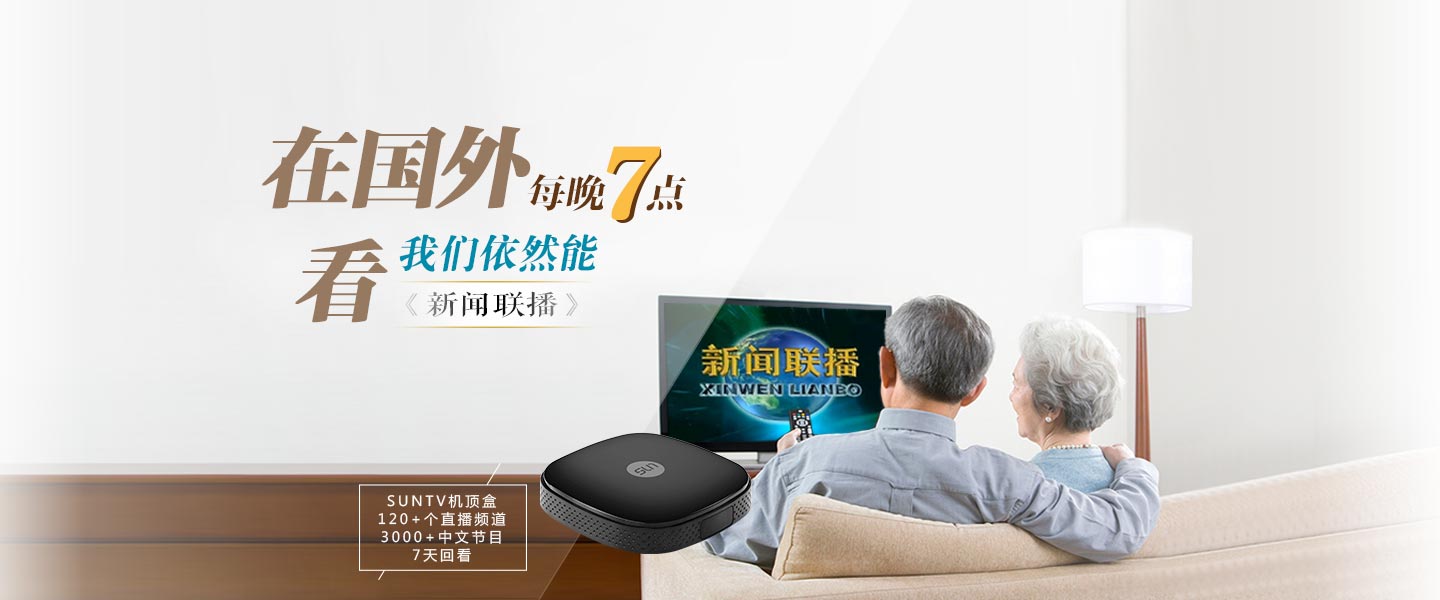 在国外每晚7点
看我们依然能
《新闻联播》
新闻联播
XINWEN LIANBO
SUN
SUNTV机顶盒
120+个直播频道
3000+中文节目
7天回看